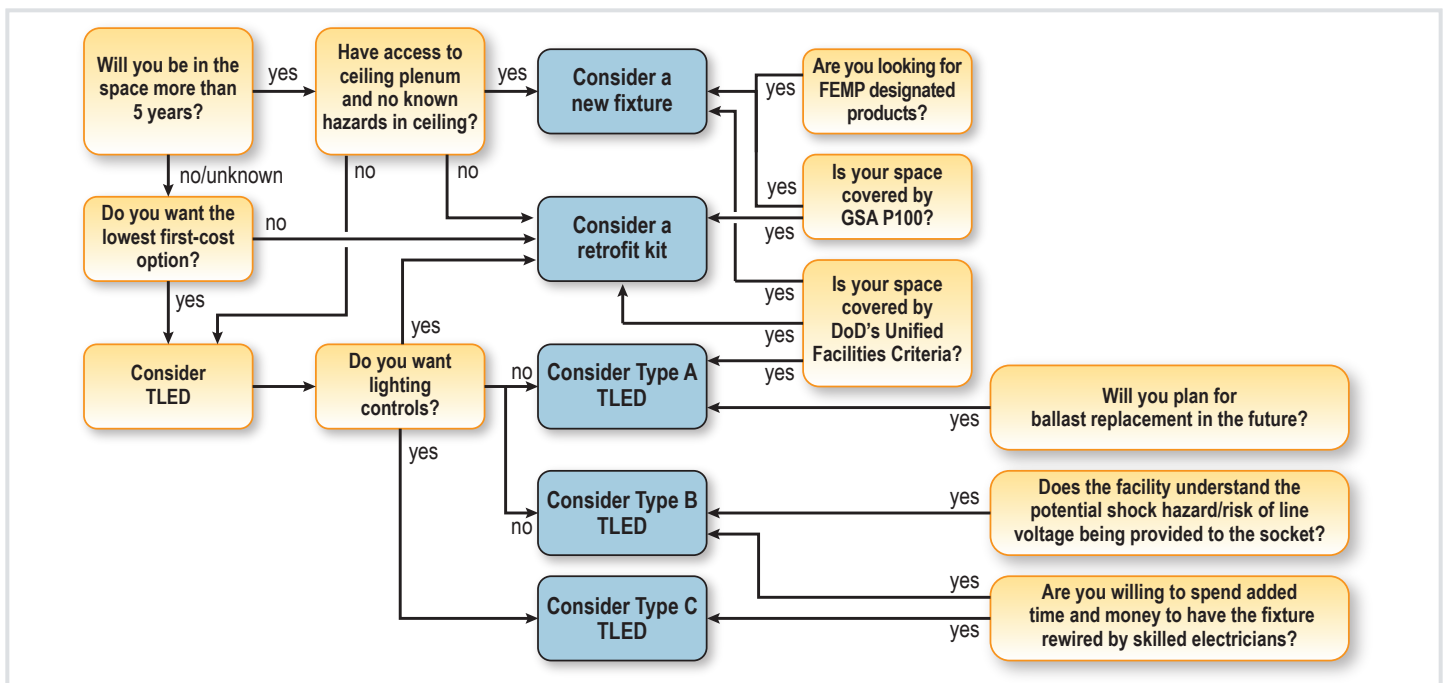 Will you be in the
space more than
5 years?
yes
Have access to
ceiling plenum
and no known
hazards in ceiling?
yes
Consider a
new fixture
yes
Are you looking for
FEMP designated
products?
no/unknown
no
no
yes
Is your space
covered by
GSA P100?
yes
Do you want the
lowest first-cost
option?
no
Consider a
retrofit kit
yes
yes
yes
Is your space
covered by
DoD's Unified
Facilities Criteria?
yes
yes
yes
Consider
TLED
Do you want
lighting
controls?
no
Consider Type A
TLED
yes
Will you plan for
ballast replacement in the future?
yes
no
Consider Type B
TLED
yes
Does the facility understand the
potential shock hazard/risk of line
voltage being provided to the socket?
Consider Type C
TLED
yes
yes
Are you willing to spend added
time and money to have the fixture
rewired by skilled electricians?